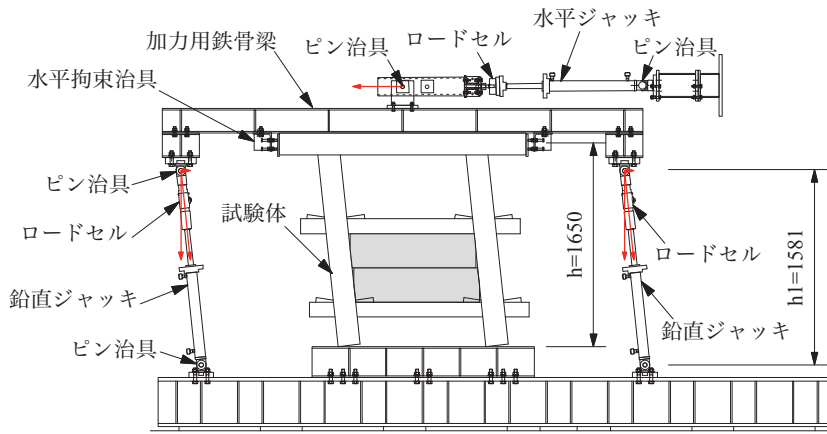 水平ジャッキ
ロードセル
ピン治具
ピン治具
加力用鉄骨梁
水平拘束治具
ピン治具
ロードセル
試験体
鉛直ジャッキ
ピン治具
h=1650
ロードセル
鉛直ジャッキ
h1=1581